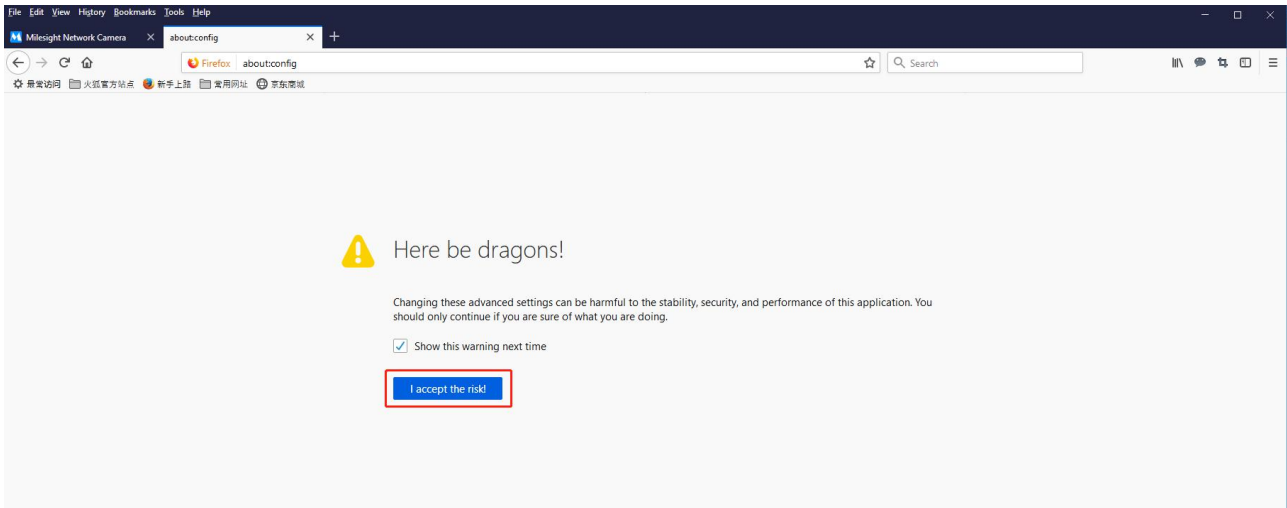 File Edit View History Bookmarks Tools Help
Milesight Network Camera about:config
Firefox about:config Search
最常访问 火狐官方站点 新手上路 常用网址 京东商城
Here be dragons!
Changing these advanced settings can be harmful to the stability, security, and performance of this application. You
should only continue if you are sure of what you are doing.
Show this warning next time
I accept the risk!